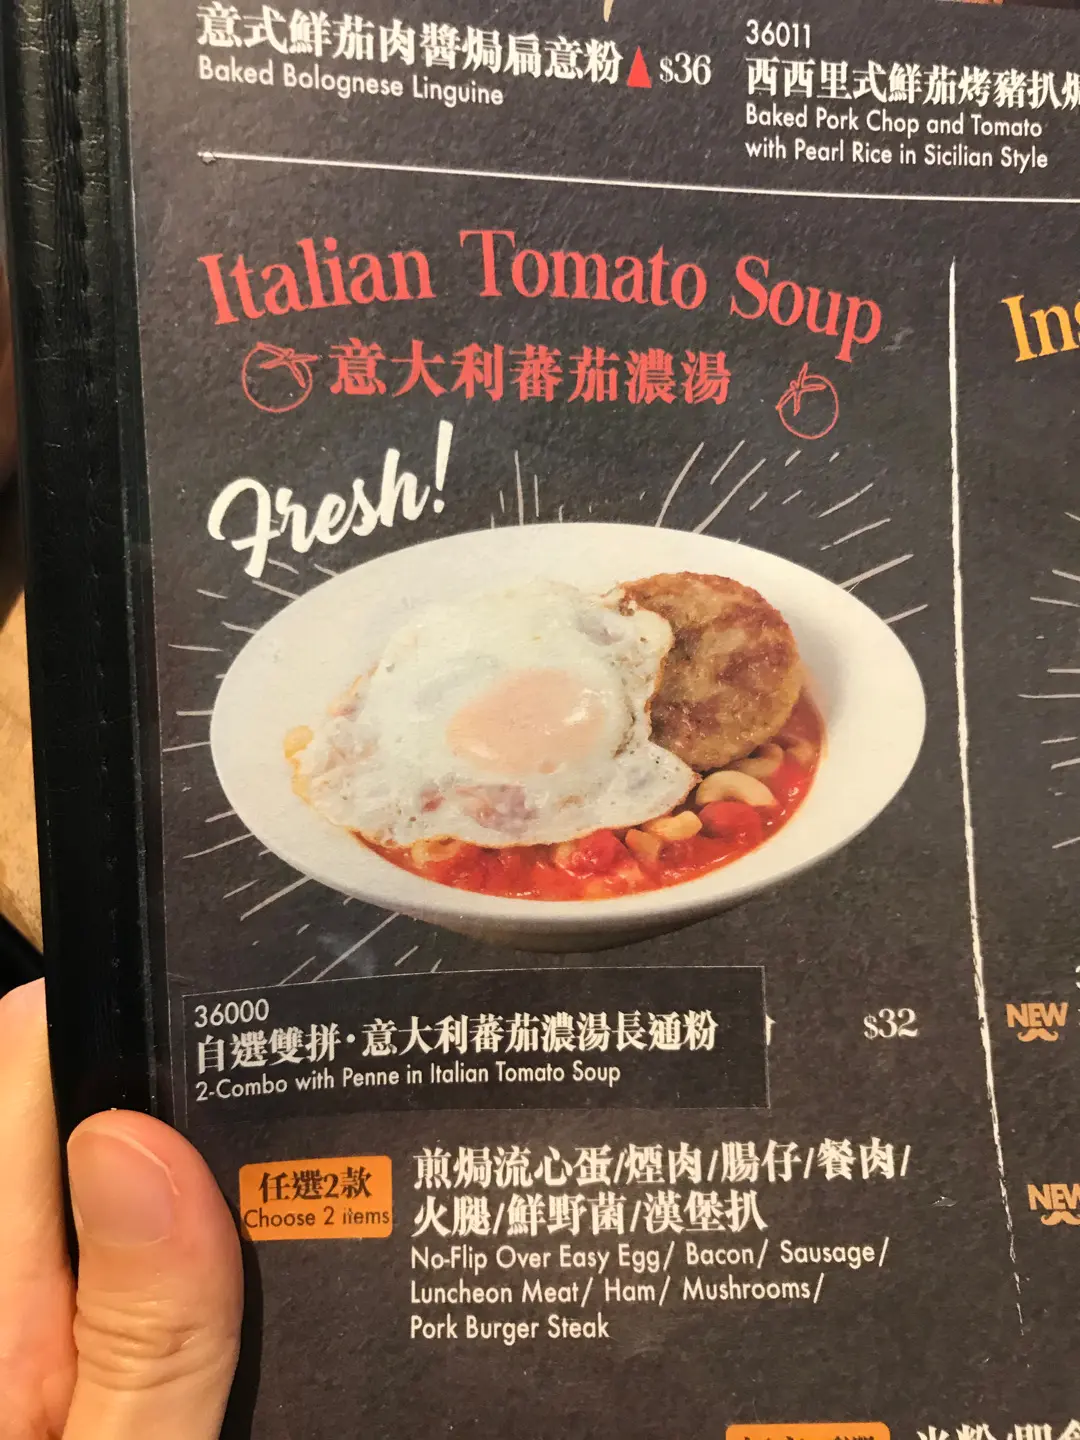 意式鮮茄肉醬焗扁意粉 $36
Baked Bolognese Linguine
36011
西西里式鮮茄烤豬扒焗
Baked Pork Chop and Tomato
with Pearl Rice in Sicilian Style
Italian Tomato Soup
意大利蕃茄濃湯
Fresh!
36000
自選雙拼·意大利蕃茄濃湯長通粉
2-Combo with Penne in Italian Tomato Soup
$32
任選2款
Choose 2 items
煎焗流心蛋/煙肉/腸仔/餐肉/
火腿/鮮野菌/漢堡扒
No-Flip Over Easy Egg/ Bacon/ Sausage/
Luncheon Meat/ Ham/ Mushrooms/
Pork Burger Steak
NEW